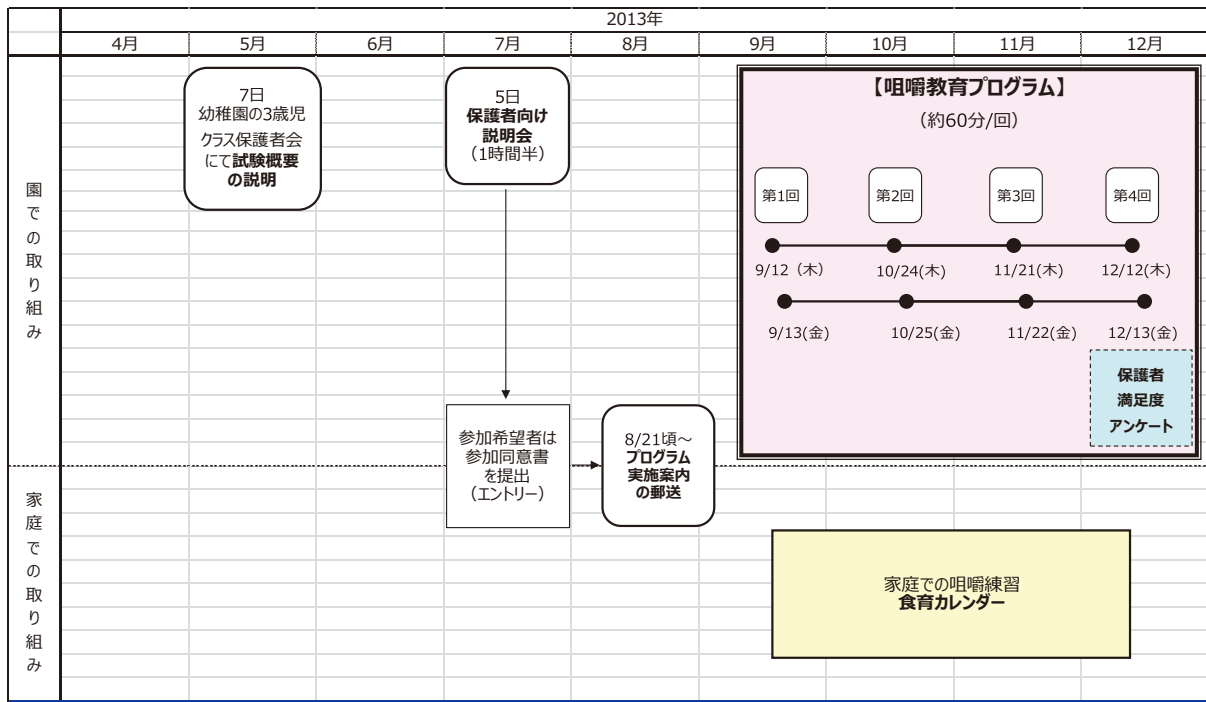 2013年
4月
5月
6月
7月
8月
9月
10月
11月
12月
園での取り組み
7日
幼稚園の3歳児
クラス保護者会
にて試験概要
の説明
5日
保護者向け
説明会
（1時間半）
【咀嚼教育プログラム】
（約60分/回）
第1回
第2回
第3回
第4回
9/12（木）
10/24(木)
11/21(木)
12/12(木)
9/13(金)
10/25(金)
11/22(金)
12/13(金)
保護者
満足度
アンケート
参加希望者は
参加同意書
を提出
（エントリー）
8/21頃～
プログラム
実施案内
の郵送
家庭での取り組み
家庭での咀嚼練習
食育カレンダー